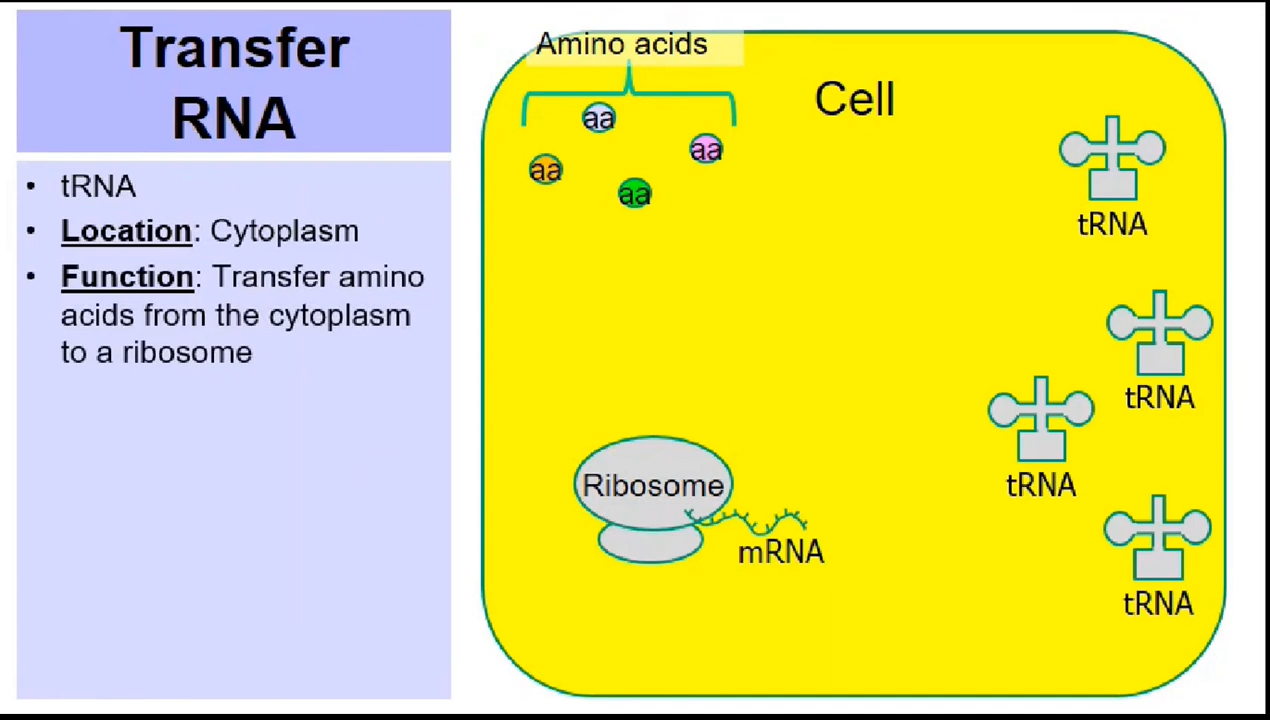 Transfer
RNA
• tRNA
• Location: Cytoplasm
• Function: Transfer amino
acids from the cytoplasm
to a ribosome
Amino acids
Cell
aa
aa
aa
aa
tRNA
tRNA
tRNA
Ribosome
mRNA
tRNA